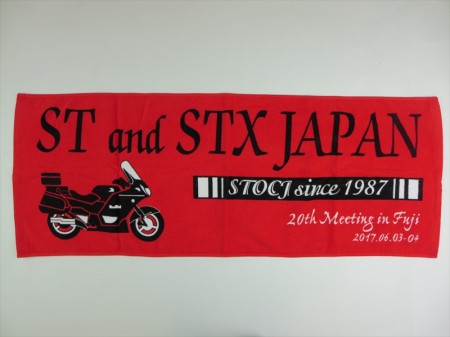 ST and STX JAPAN
STOCJ since 1987
20th Meeting in Fuji
2017.06.03-04